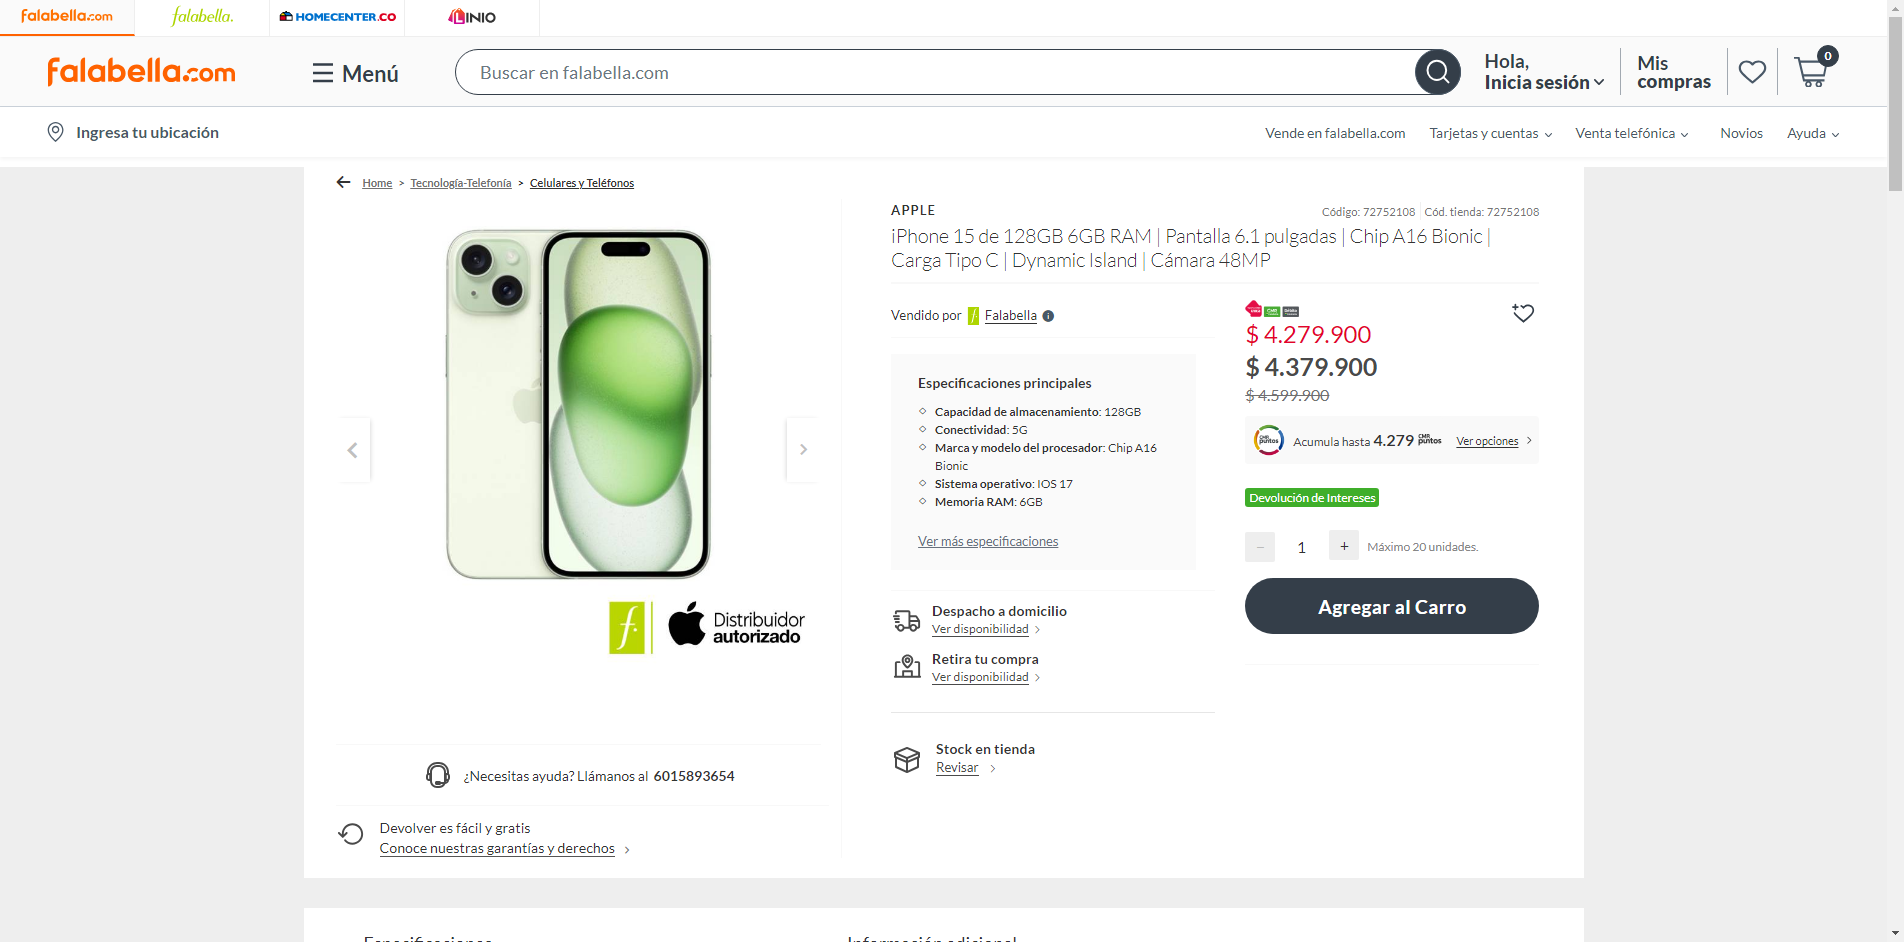 falabella.com
falabella.
HOMECENTER.CO
LINIO
falabella.com
Menú
Buscar en falabella.com
Hola,
Inicia sesión
Mis
compras
0
Ingresa tu ubicación
Vende en falabella.com
Tarjetas y cuentas
Venta telefónica
Novios
Ayuda
Home > Tecnología-Telefonía > Celulares y Teléfonos
APPLE
Código: 72752108
Cód. tienda: 72752108
iPhone 15 de 128GB 6GB RAM | Pantalla 6.1 pulgadas | Chip A16 Bionic |
Carga Tipo C | Dynamic Island | Cámara 48MP
Vendido por f Falabella
Especificaciones principales
Capacidad de almacenamiento: 128GB
Conectividad: 5G
Marca y modelo del procesador: Chip A16
Bionic
Sistema operativo: IOS 17
Memoria RAM: 6GB
Ver más especificaciones
$ 4.279.900
$ 4.379.900
$ 4.599.900
CMR puntos
Acumula hasta 4.279 CMR puntos
Ver opciones
Devolución de Intereses
− 1 + Máximo 20 unidades.
Agregar al Carro
f. Distribuidor
autorizado
Despacho a domicilio
Ver disponibilidad
Retira tu compra
Ver disponibilidad
Stock en tienda
Revisar
¿Necesitas ayuda? Llámanos al 6015893654
Devolver es fácil y gratis
Conoce nuestras garantías y derechos
Especificaciones
Información adicional